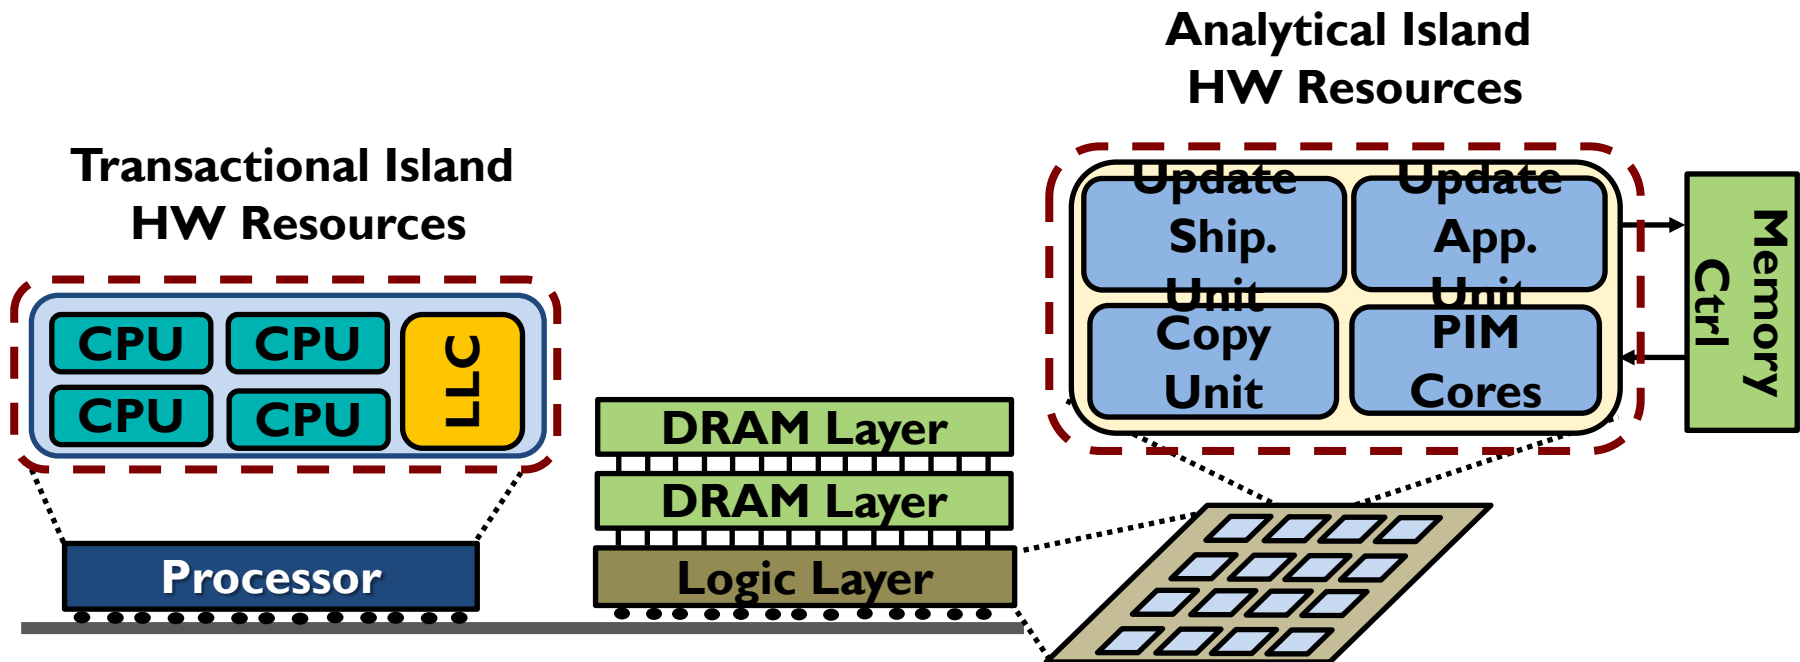 Analytical Island
HW Resources
Transactional Island
HW Resources
CPU
CPU
CPU
CPU
LLC
Processor
DRAM Layer
DRAM Layer
Logic Layer
Update
Ship.
Unit
Update
App.
Unit
Copy
Unit
PIM
Cores
Memory
Ctrl